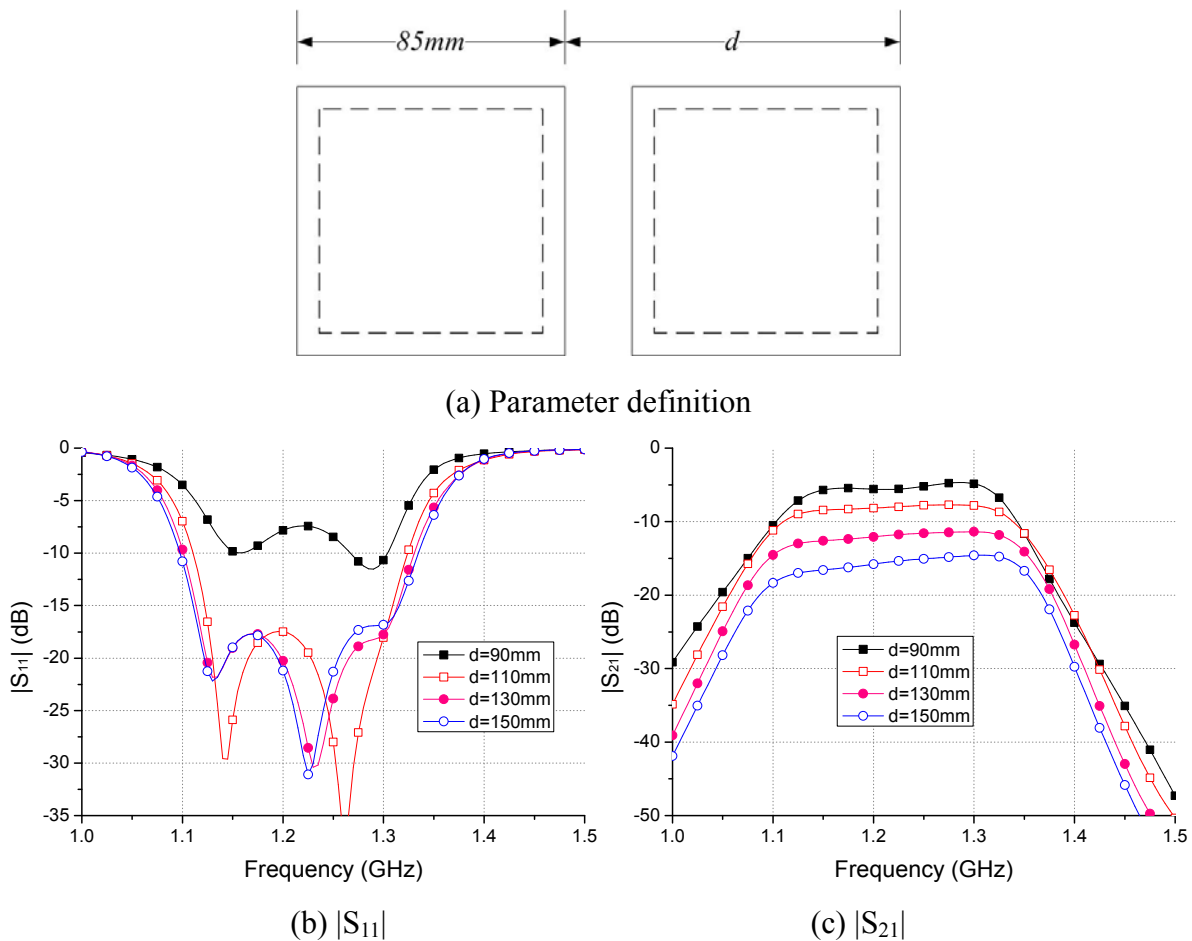 85mm
d
(a) Parameter definition
0
-5
-10
-15
-20
-25
-30
-35
|S₁₁| (dB)
1.0
1.1
1.2
1.3
1.4
1.5
Frequency (GHz)
d=90mm
d=110mm
d=130mm
d=150mm
(b) |S₁₁|
0
-10
-20
-30
-40
-50
|S₂₁| (dB)
1.0
1.1
1.2
1.3
1.4
1.5
Frequency (GHz)
d=90mm
d=110mm
d=130mm
d=150mm
(c) |S₂₁|